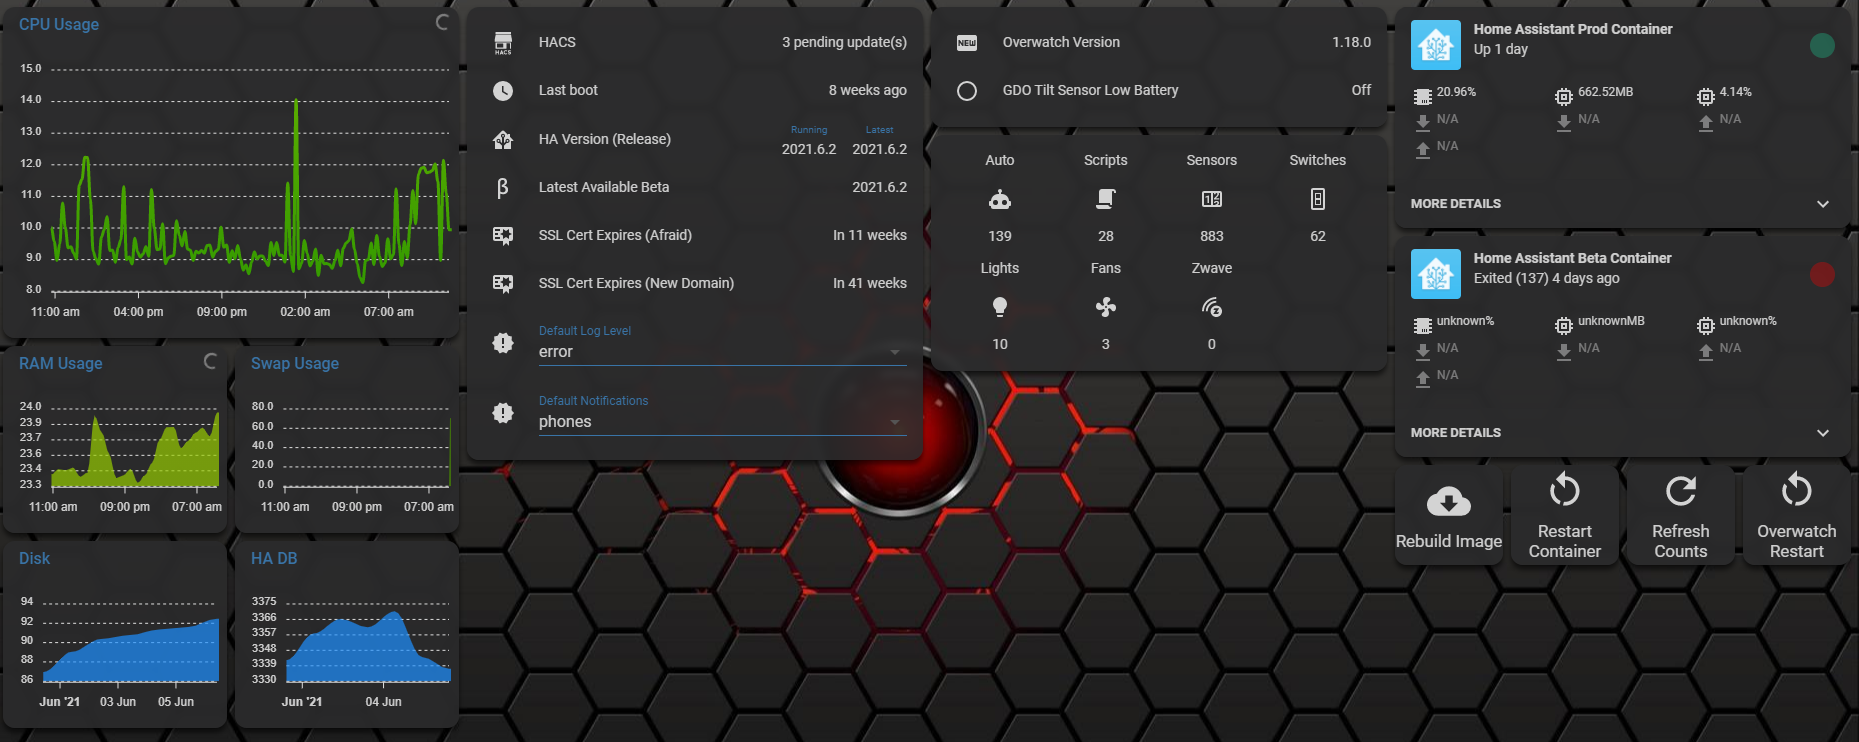 CPU Usage
15.0
14.0
13.0
12.0
11.0
10.0
9.0
8.0
11:00 am 04:00 pm 09:00 pm 02:00 am 07:00 am
RAM Usage
24.0
23.9
23.7
23.6
23.4
23.3
11:00 am 09:00 pm 07:00 am
Swap Usage
80.0
60.0
40.0
20.0
0.0
11:00 am 09:00 pm 07:00 am
Disk
94
92
90
88
86
Jun '21 03 Jun 05 Jun
HA DB
3375
3366
3357
3348
3339
3330
Jun '21 04 Jun
HACS
HACS 3 pending update(s)
Last boot 8 weeks ago
Running Latest
HA Version (Release) 2021.6.2 2021.6.2
β Latest Available Beta 2021.6.2
SSL Cert Expires (Afraid) In 11 weeks
SSL Cert Expires (New Domain) In 41 weeks
Default Log Level
error
Default Notifications
phones
NEW Overwatch Version 1.18.0
GDO Tilt Sensor Low Battery Off
Auto Scripts Sensors Switches
139 28 883 62
Lights Fans Zwave
10 3 0
Home Assistant Prod Container
Up 1 day
20.96% 662.52MB 4.14%
N/A N/A N/A
N/A
MORE DETAILS
Home Assistant Beta Container
Exited (137) 4 days ago
unknown% unknownMB unknown%
N/A N/A N/A
N/A
MORE DETAILS
Rebuild Image
Restart
Container
Refresh
Counts
Overwatch
Restart